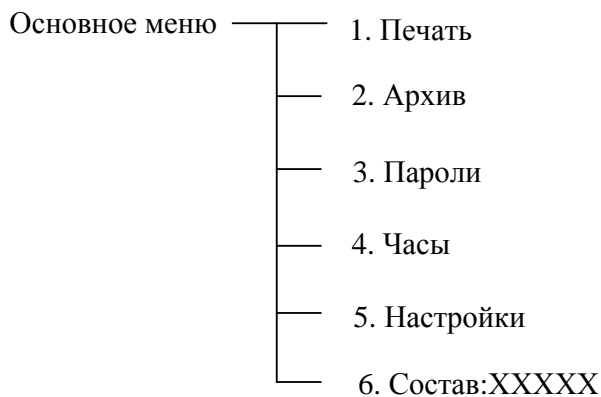 Основное меню
1. Печать
2. Архив
3. Пароли
4. Часы
5. Настройки
6. Состав:XXXXX